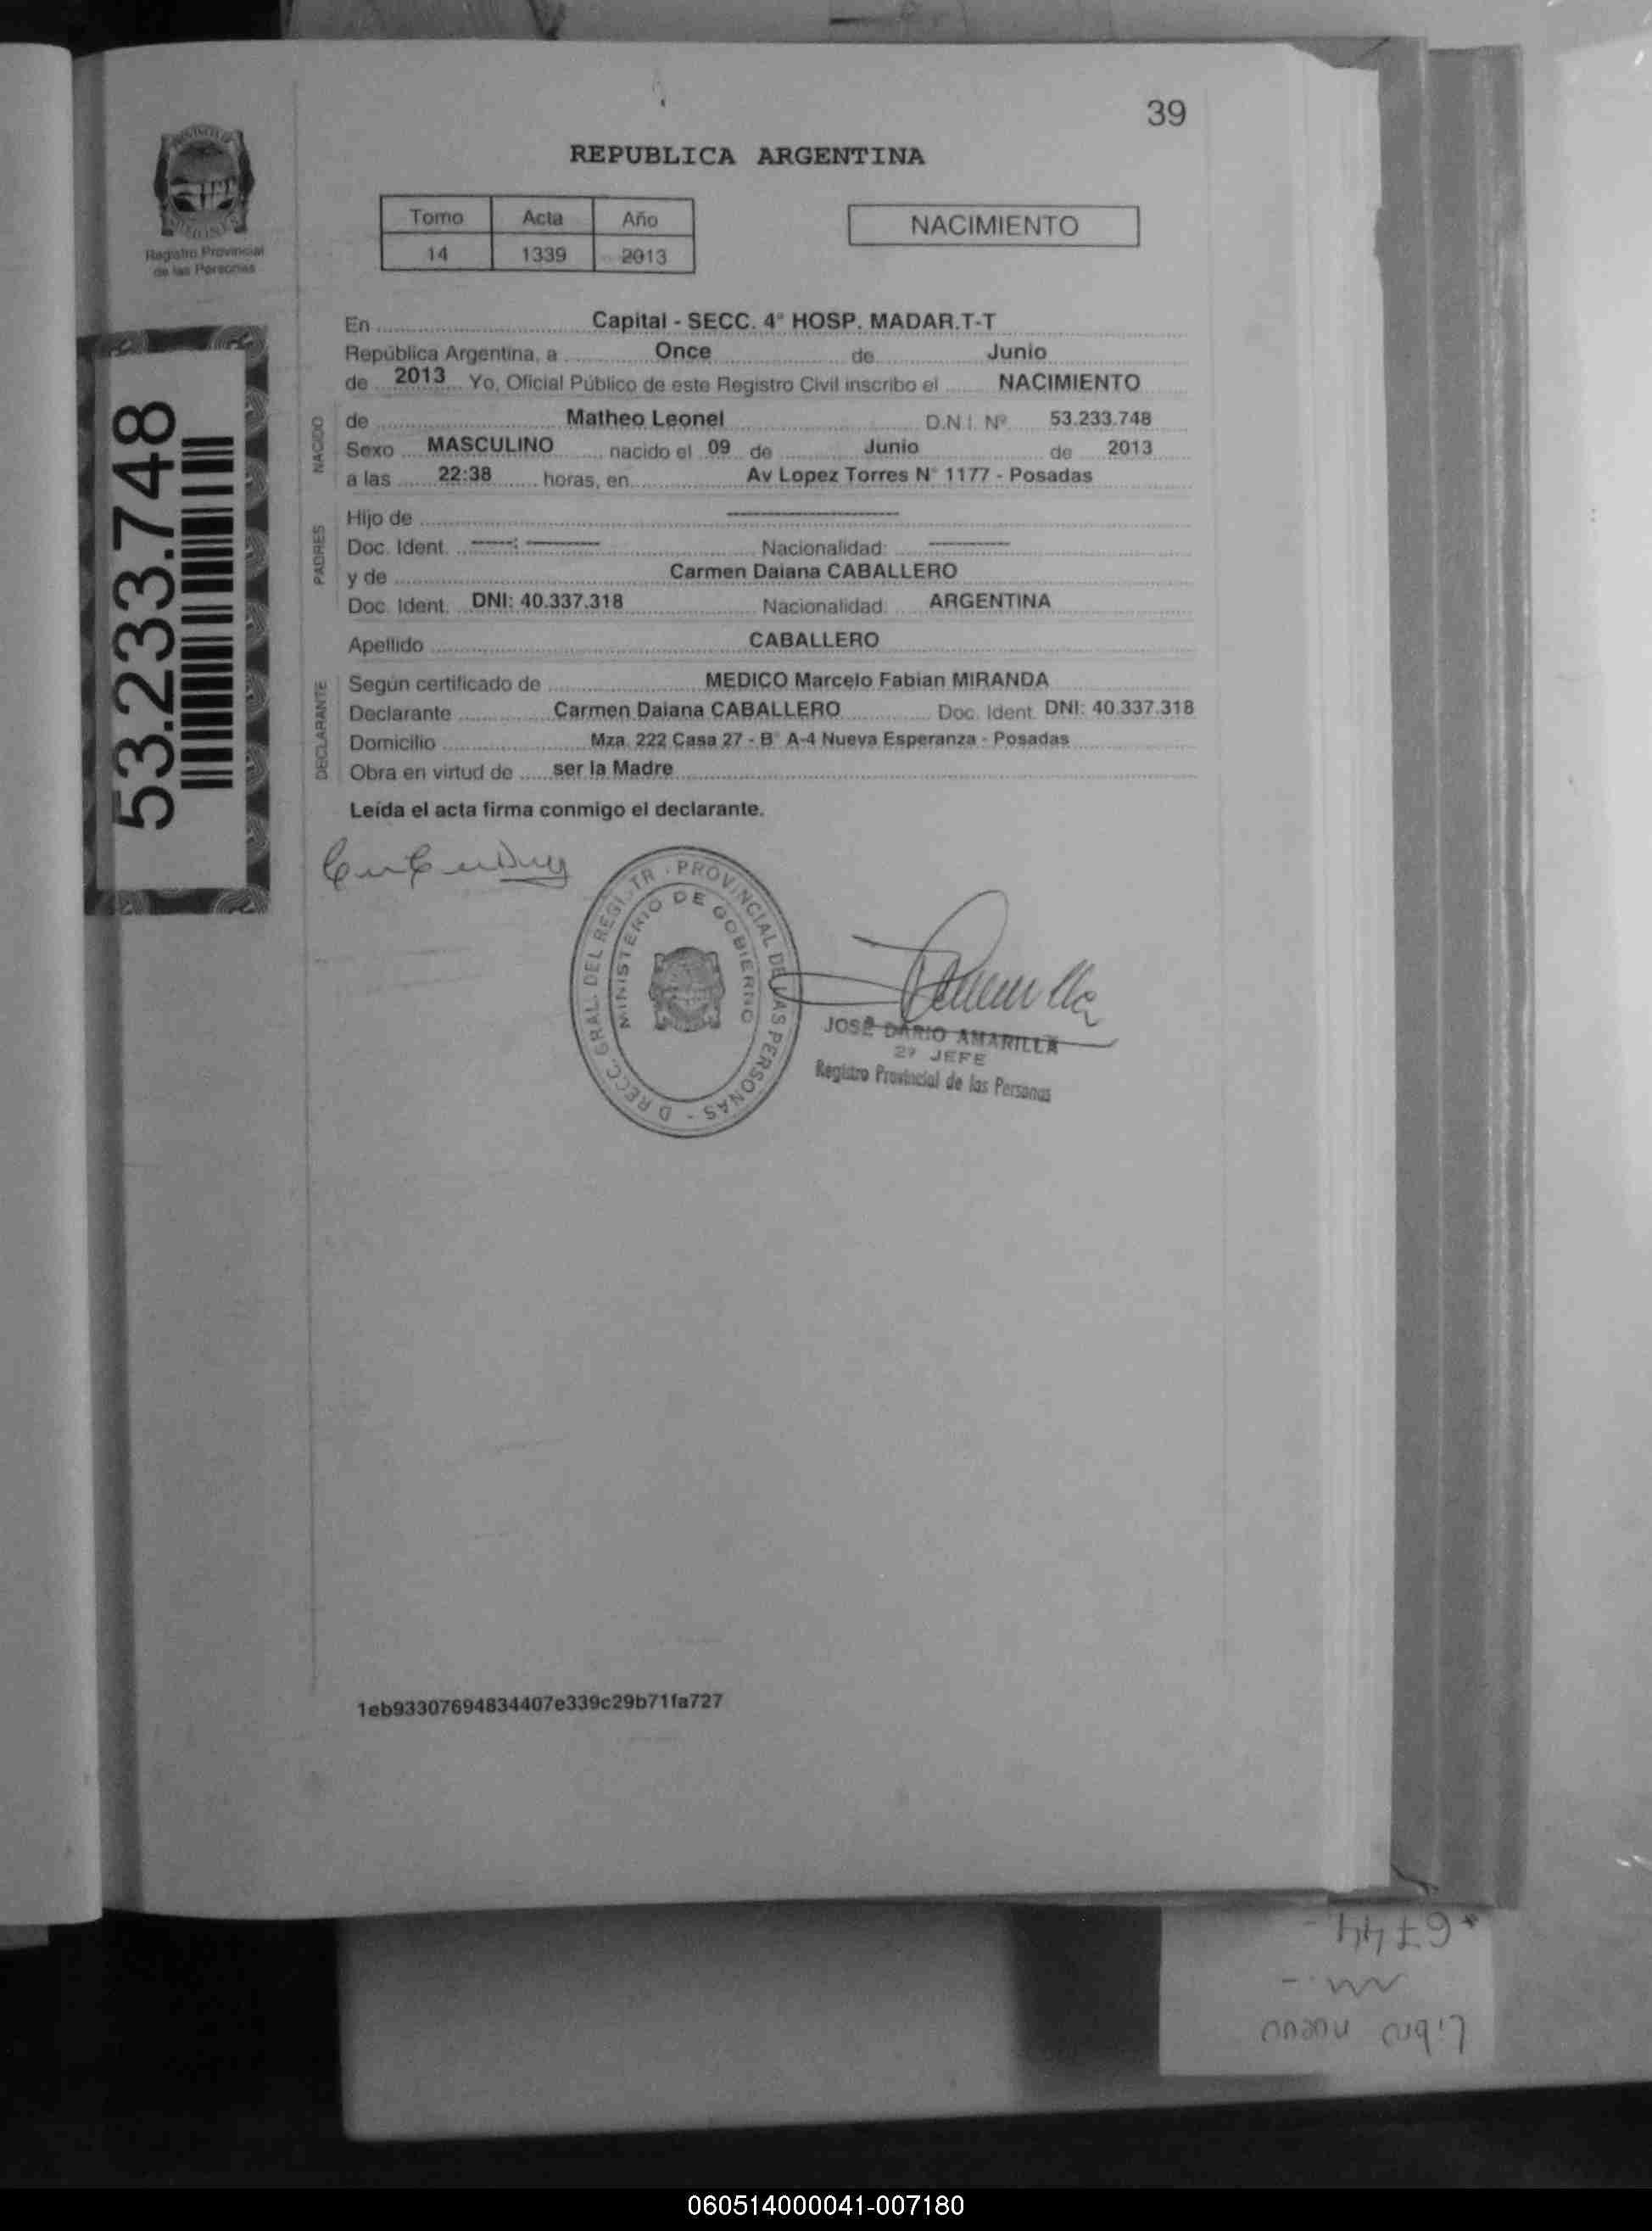 39
REPUBLICA ARGENTINA
Registro Provincial
de las Personas
Tomo Acta Año
14 1339 2013
NACIMIENTO
53.233.748
En Capital - SECC. 4° HOSP. MADAR.T-T
República Argentina, a Once de Junio
de 2013 Yo, Oficial Público de este Registro Civil inscribo el NACIMIENTO
NACIDO
de Matheo Leonel D.N.I. Nº 53.233.748
Sexo MASCULINO nacido el 09 de Junio de 2013
a las 22:38 horas, en Av Lopez Torres N° 1177 - Posadas
PADRES
Hijo de
Doc. Ident. Nacionalidad:
y de Carmen Daiana CABALLERO
Doc. Ident. DNI: 40.337.318 Nacionalidad: ARGENTINA
Apellido CABALLERO
DECLARANTE
Según certificado de MEDICO Marcelo Fabian MIRANDA
Declarante Carmen Daiana CABALLERO Doc. Ident. DNI: 40.337.318
Domicilio Mza. 222 Casa 27 - B° A-4 Nueva Esperanza - Posadas
Obra en virtud de ser la Madre
Leída el acta firma conmigo el declarante.
DRECC. GRAL. DEL REGISTR. PROVINCIAL DE LAS PERSONAS -
MINISTERIO DE GOBIERNO
JOSE DARIO AMARILLA
2º JEFE
Registro Provincial de las Personas
1eb93307694834407e339c29b71fa727
Libro nuevo
*6744-
060514000041-007180